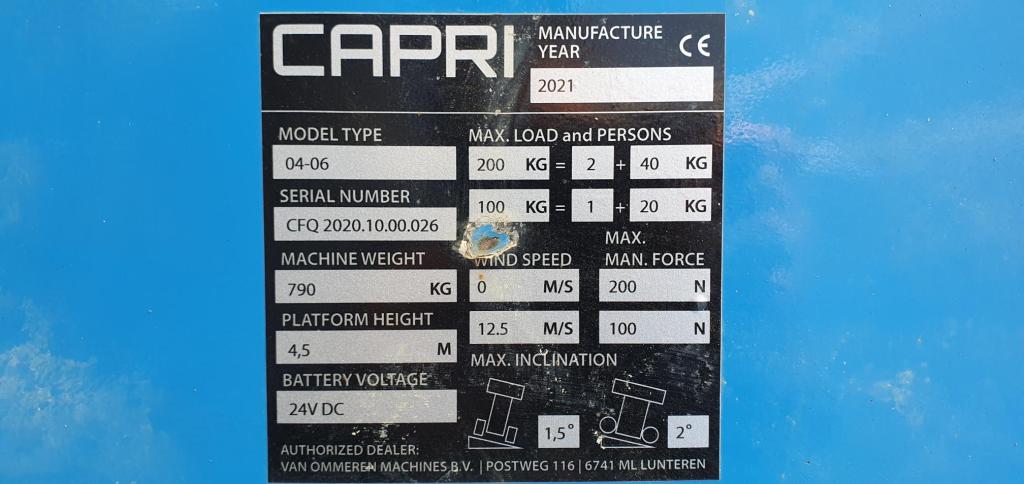 CAPRI
MANUFACTURE
YEAR
CE
2021
MODEL TYPE
04-06
SERIAL NUMBER
CFQ 2020.10.00.026
MACHINE WEIGHT
790 KG
PLATFORM HEIGHT
4,5 M
BATTERY VOLTAGE
24V DC
MAX. LOAD and PERSONS
200 KG = 2 + 40 KG
100 KG = 1 + 20 KG
WIND SPEED
0 M/S
12.5 M/S
MAX.
MAN. FORCE
200 N
100 N
MAX. INCLINATION
1,5°
2°
AUTHORIZED DEALER:
VAN OMMEREN MACHINES B.V. | POSTWEG 116 | 6741 ML LUNTEREN